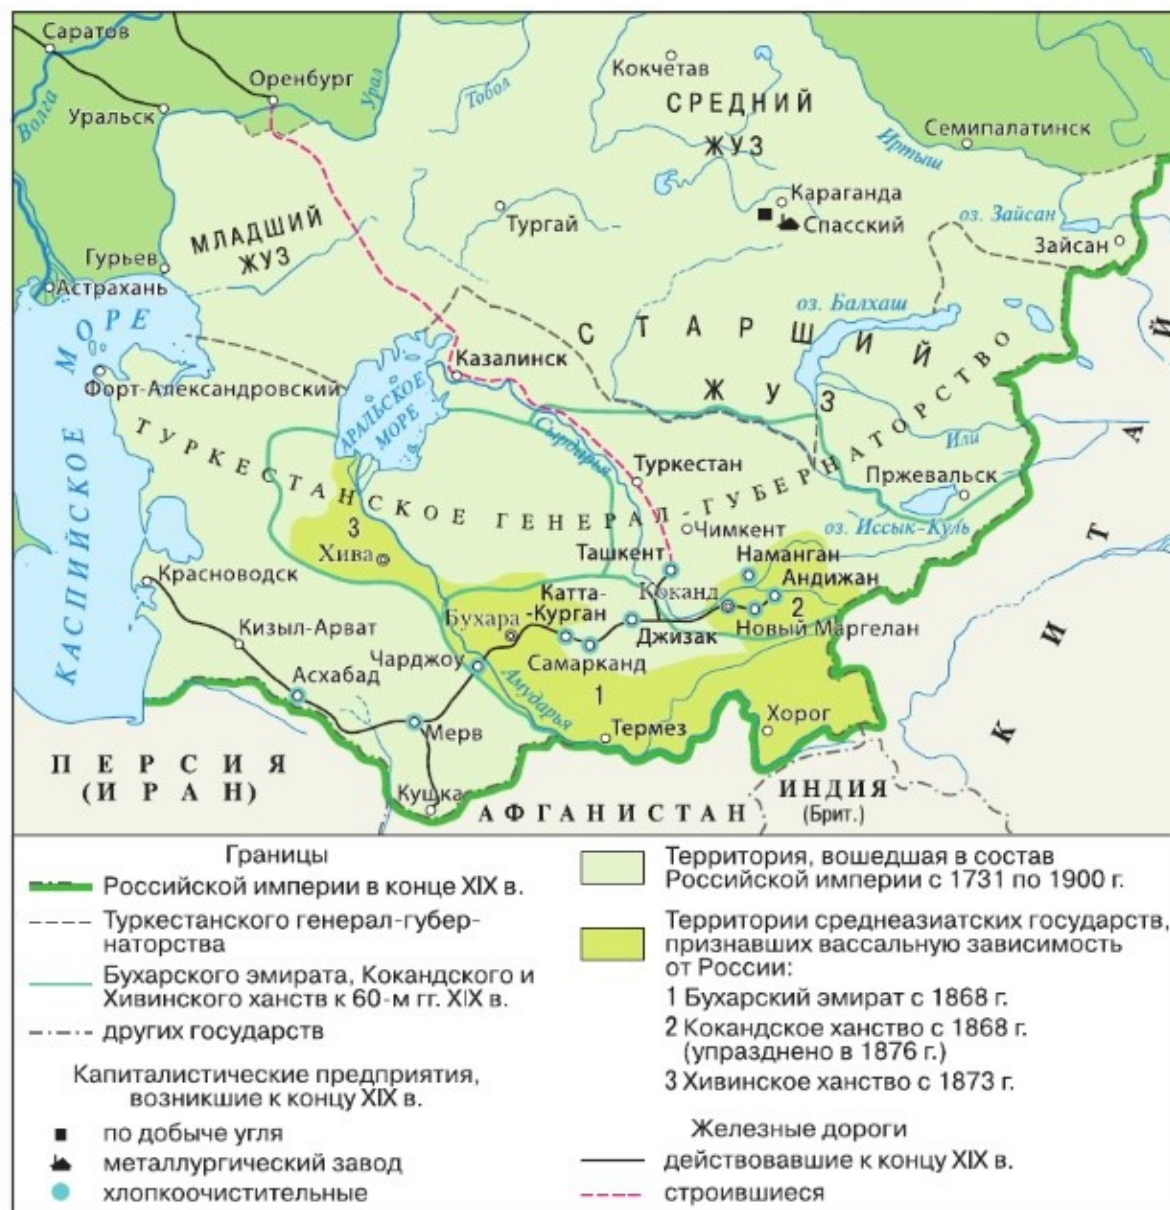 Саратов
Оренбург
Уральск
Волга
Урал
Тобол
Кокчетав
СРЕДНИЙ
ЖУЗ
Иртыш
Семипалатинск
Караганда
Спасский
оз. Зайсан
Зайсан
Тургай
МЛАДШИЙ
ЖУЗ
Гурьев
Астрахань
КАСПИЙСКОЕ МОРЕ
Форт-Александровский
АРАЛЬСКОЕ
МОРЕ
Казалинск
СТАРШИЙ
ЖУЗ
оз. Балхаш
ТУРКЕСТАНСКОЕ ГЕНЕРАЛ-ГУБЕРНАТОРСТВО
Сырдарья
Туркестан
Или
Пржевальск
оз. Иссык-Куль
Чимкент
Ташкент
Наманган
Андижан
Коканд
2
Новый Маргелан
3
Хива
Красноводск
Кизыл-Арват
Асхабад
Бухара
Катта-
-Курган
Джизак
Самарканд
Чарджоу
Амударья
1
Мерв
Термез
Хорог
Кушка
ПЕРСИЯ
(ИРАН)
АФГАНИСТАН
ИНДИЯ
(Брит.)
КИТАЙ
Границы
Российской империи в конце XIX в.
Туркестанского генерал-губер-
наторства
Бухарского эмирата, Кокандского и
Хивинского ханств к 60-м гг. XIX в.
других государств
Капиталистические предприятия,
возникшие к концу XIX в.
по добыче угля
металлургический завод
хлопкоочистительные
Территория, вошедшая в состав
Российской империи с 1731 по 1900 г.
Территории среднеазиатских государств,
признавших вассальную зависимость
от России:
1 Бухарский эмират с 1868 г.
2 Кокандское ханство с 1868 г.
(упразднено в 1876 г.)
3 Хивинское ханство с 1873 г.
Железные дороги
действовавшие к концу XIX в.
строившиеся